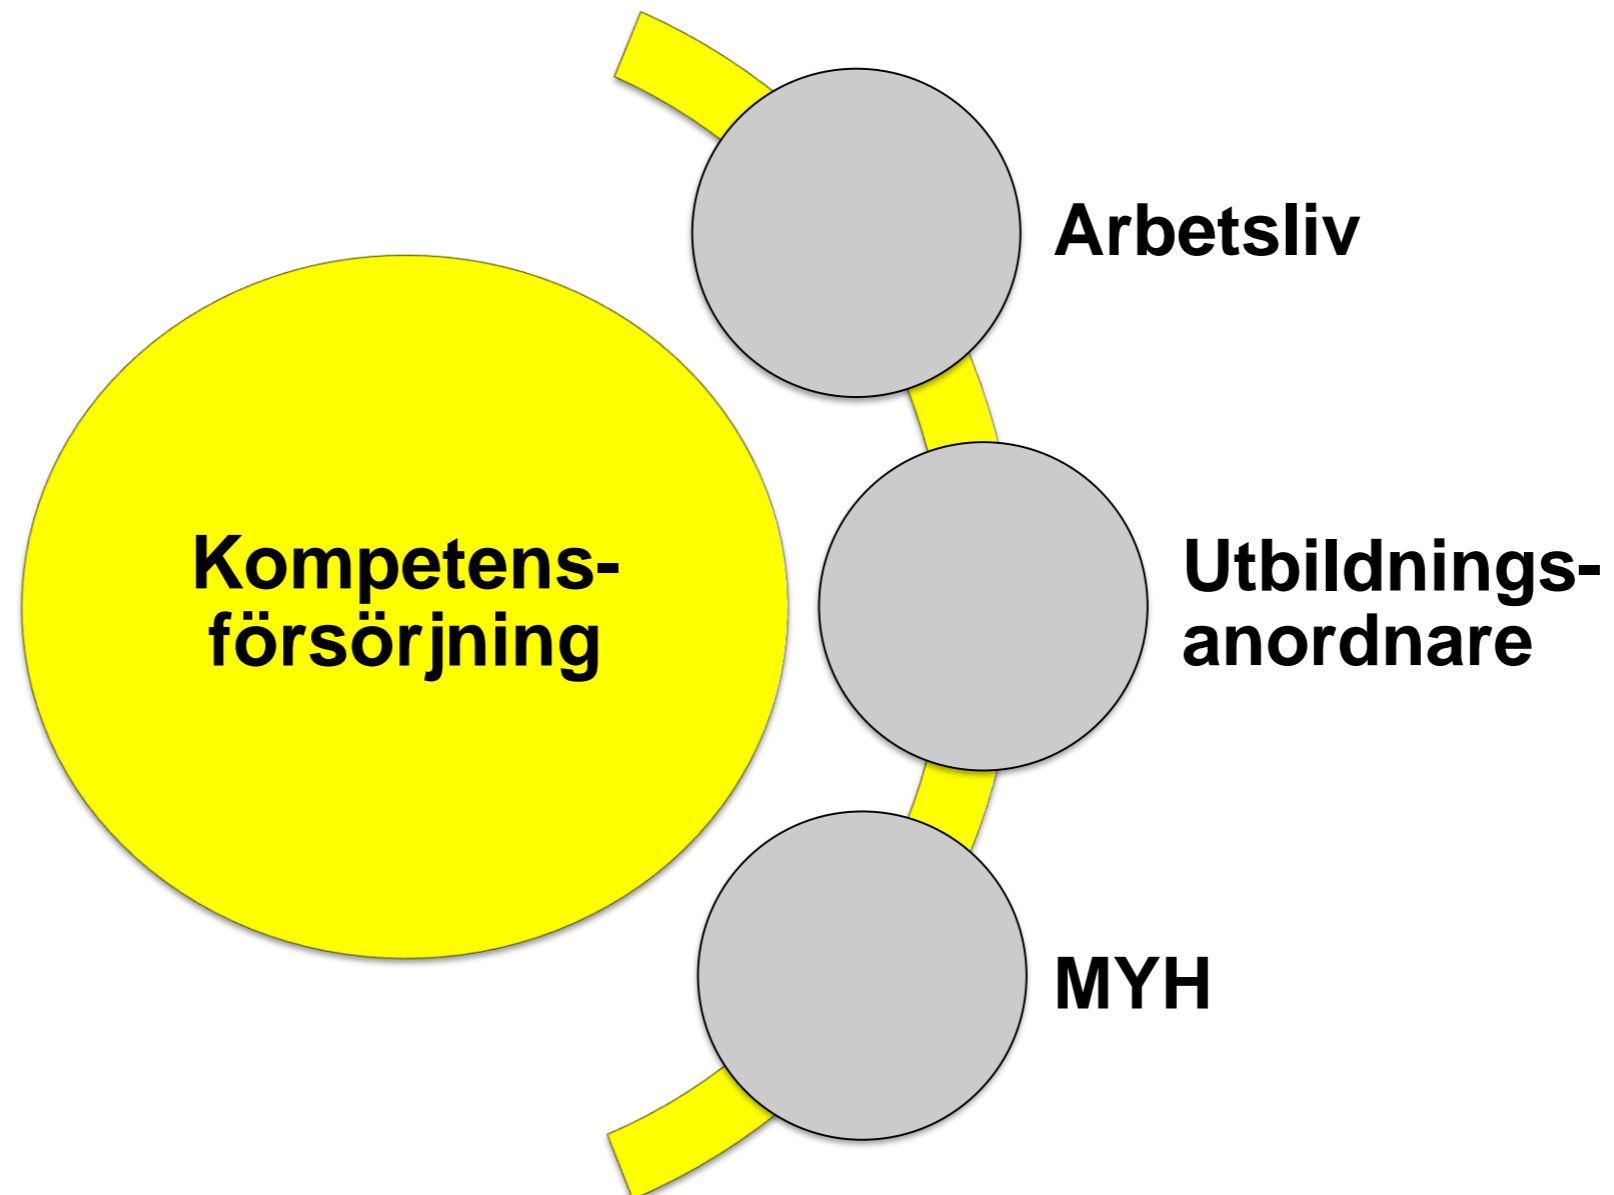 Arbetsliv
Kompetens-
försörjning
Utbildnings-
anordnare
MYH